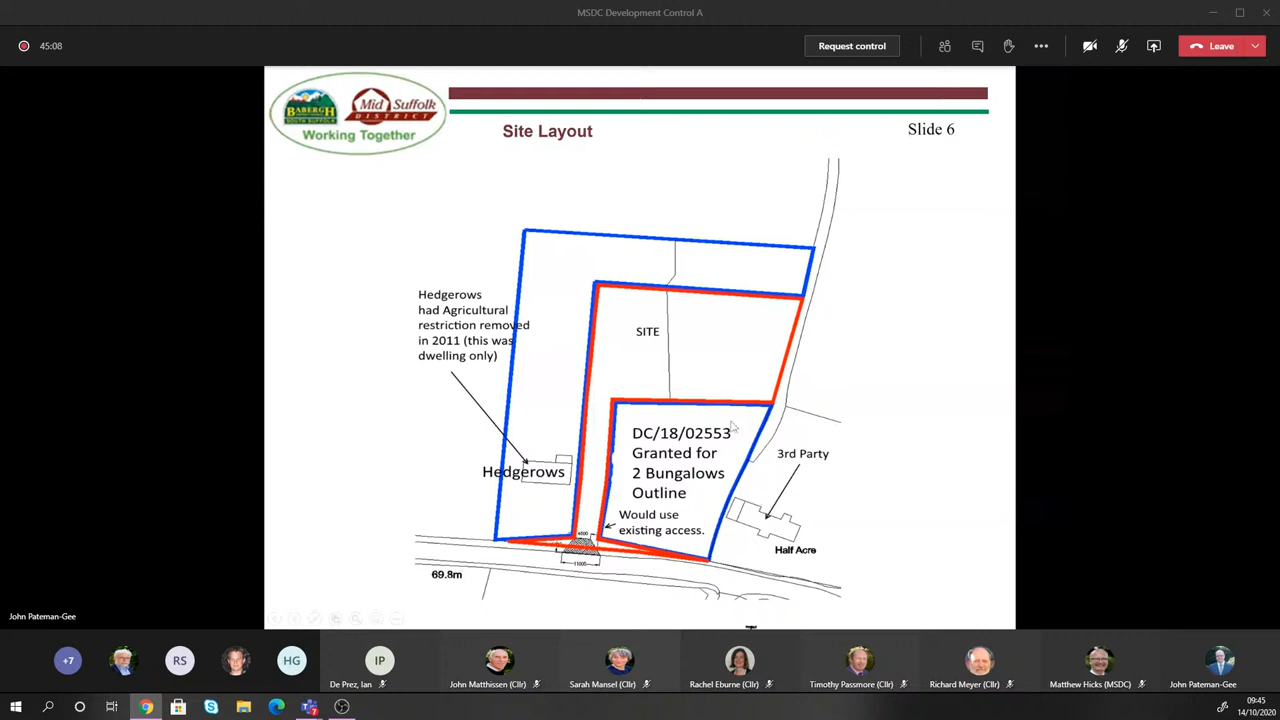 MSDC Development Control A
45:08
Request control
Leave
BABERGH
SOUTH SUFFOLK
Mid Suffolk
DISTRICT
Working Together
Site Layout
Slide 6
Hedgerows
had Agricultural
restriction removed
in 2011 (this was
dwelling only)
SITE
DC/18/02553
Granted for
2 Bungalows
Outline
Would use
existing access.
Hedgerows
3rd Party
Half Acre
69.8m
John Pateman-Gee
+7
RS
HG
IP
De Prez, Ian
John Matthissen (Cllr)
Sarah Mansel (Cllr)
Rachel Eburne (Cllr)
Timothy Passmore (Cllr)
Richard Meyer (Cllr)
Matthew Hicks (MSDC)
John Pateman-Gee
09:45
14/10/2020